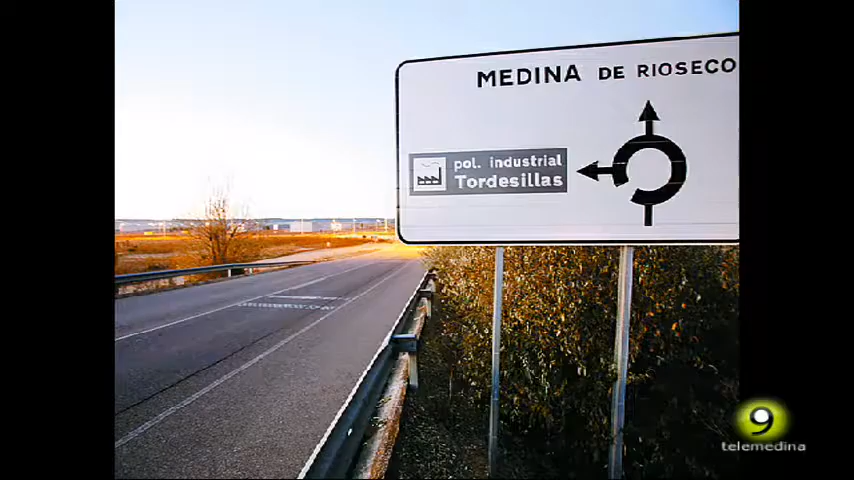 MEDINA DE RIOSECO
pol. industrial
Tordesillas
9
telemedina